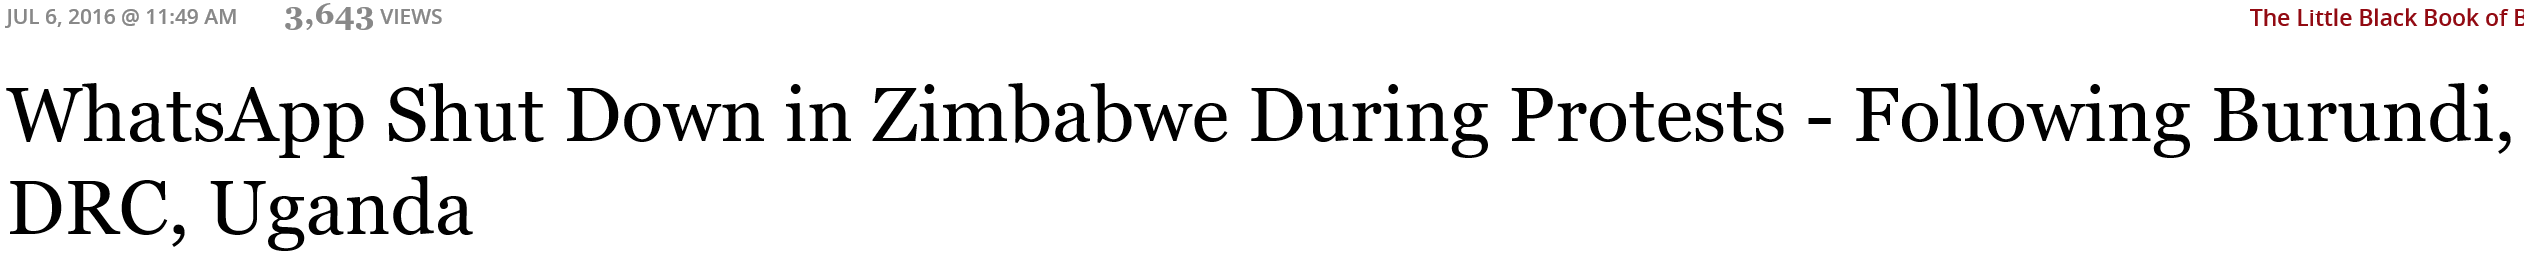 JUL 6, 2016 @ 11:49 AM 3,643 VIEWS The Little Black Book of B
WhatsApp Shut Down in Zimbabwe During Protests - Following Burundi,
DRC, Uganda